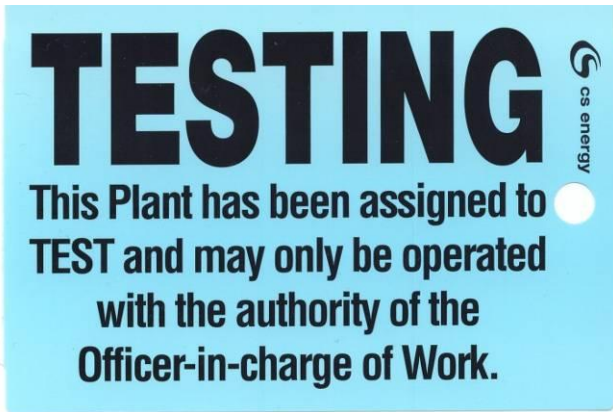 TESTING
cs energy
This Plant has been assigned to
TEST and may only be operated
with the authority of the
Officer-in-charge of Work.